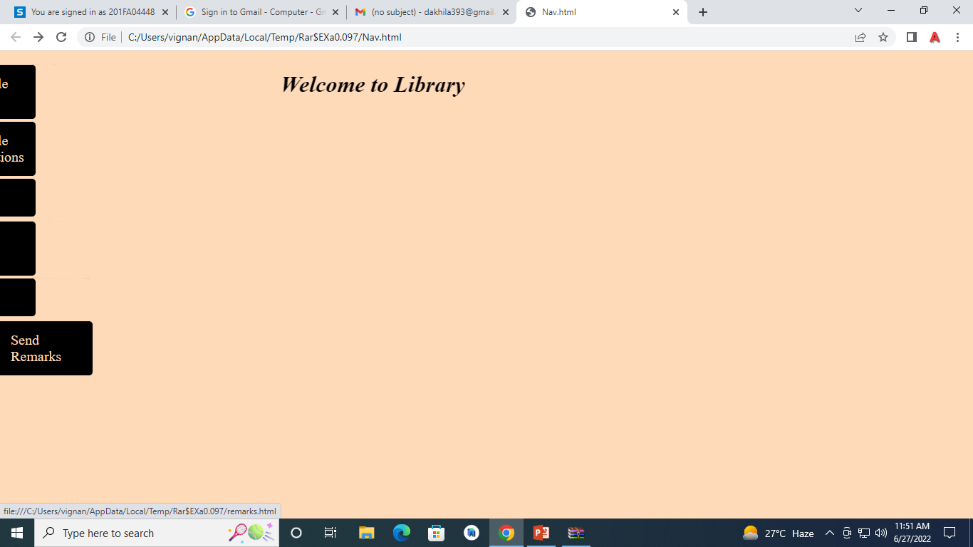 You are signed in as 201FA04448
Sign in to Gmail - Computer - G
(no subject) - dakhila393@gmail.
Nav.html
File
C:/Users/vignan/AppData/Local/Temp/Rar$EXa0.097/Nav.html
Welcome to Library
le
le
ions
Send
Remarks
file:///C:/Users/vignan/AppData/Local/Temp/Rar$EXa0.097/remarks.html
Type here to search
27°C Haze
11:51 AM
6/27/2022